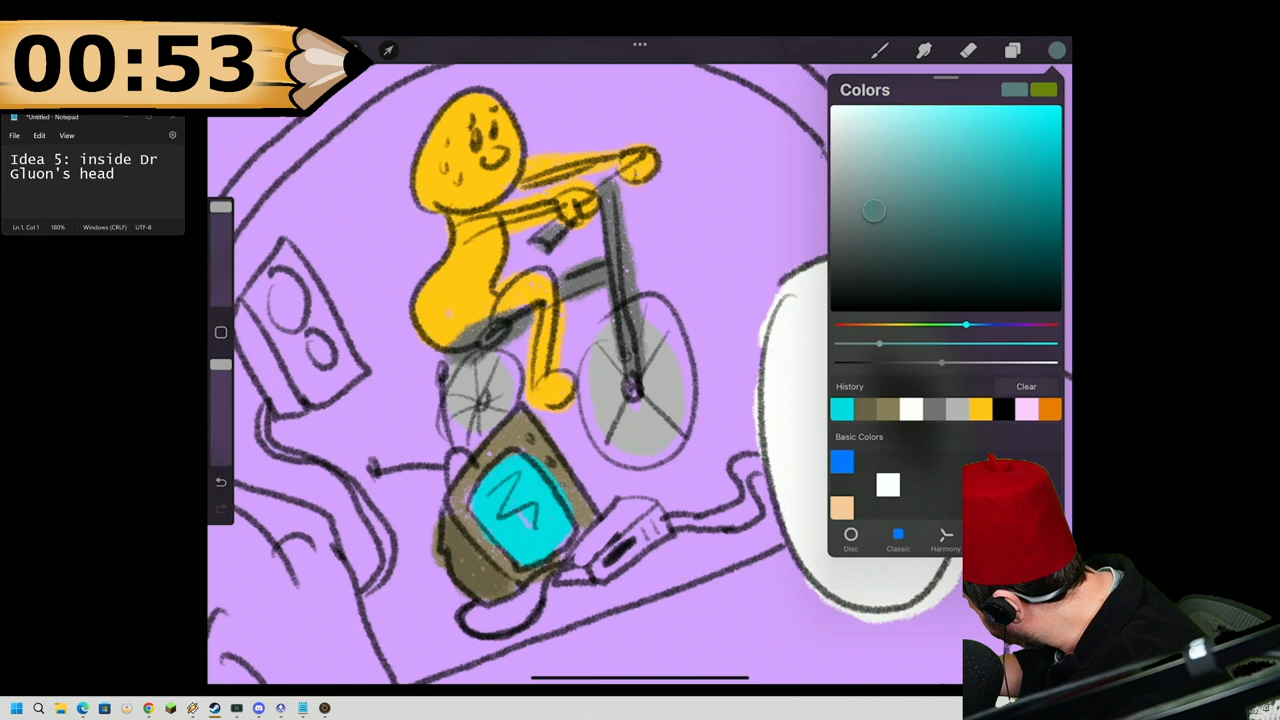 00:53
*Untitled - Notepad
File Edit View
Idea 5: inside Dr
Gluon's head
Ln 1, Col 1 180% Windows (CRLF) UTF-8
Colors
History Clear
Basic Colors
Disc Classic Harmony